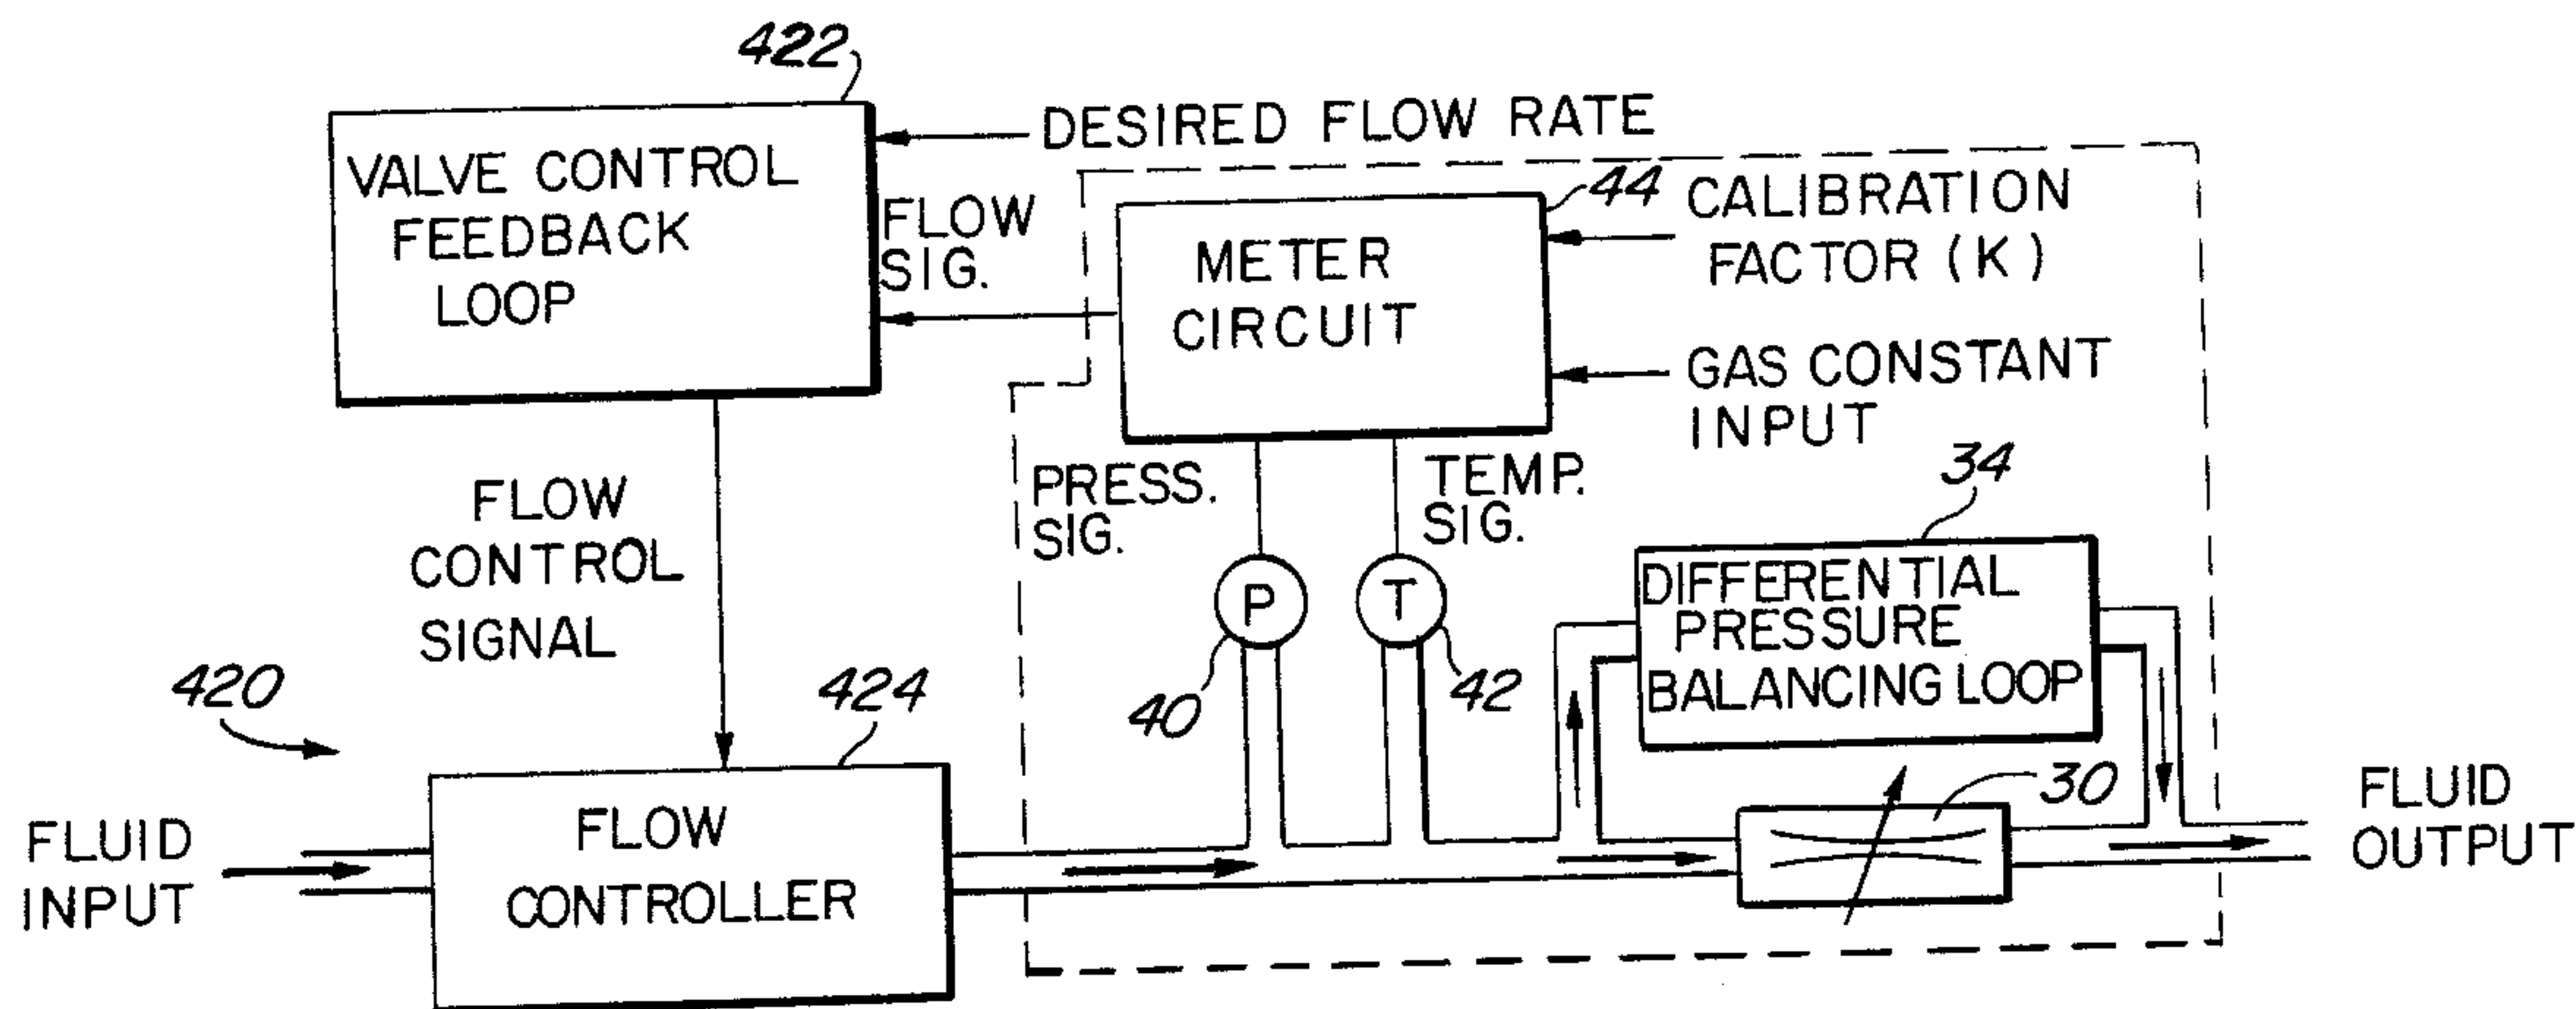 422
VALVE CONTROL
FEEDBACK
LOOP
DESIRED FLOW RATE
FLOW
SIG.
44
METER
CIRCUIT
CALIBRATION
FACTOR (K)
GAS CONSTANT
INPUT
PRESS.
SIG.
TEMP.
SIG.
34
FLOW
CONTROL
SIGNAL
P
T
40
42
DIFFERENTIAL
PRESSURE
BALANCING LOOP
420
424
30
FLUID
INPUT
FLOW
CONTROLLER
FLUID
OUTPUT